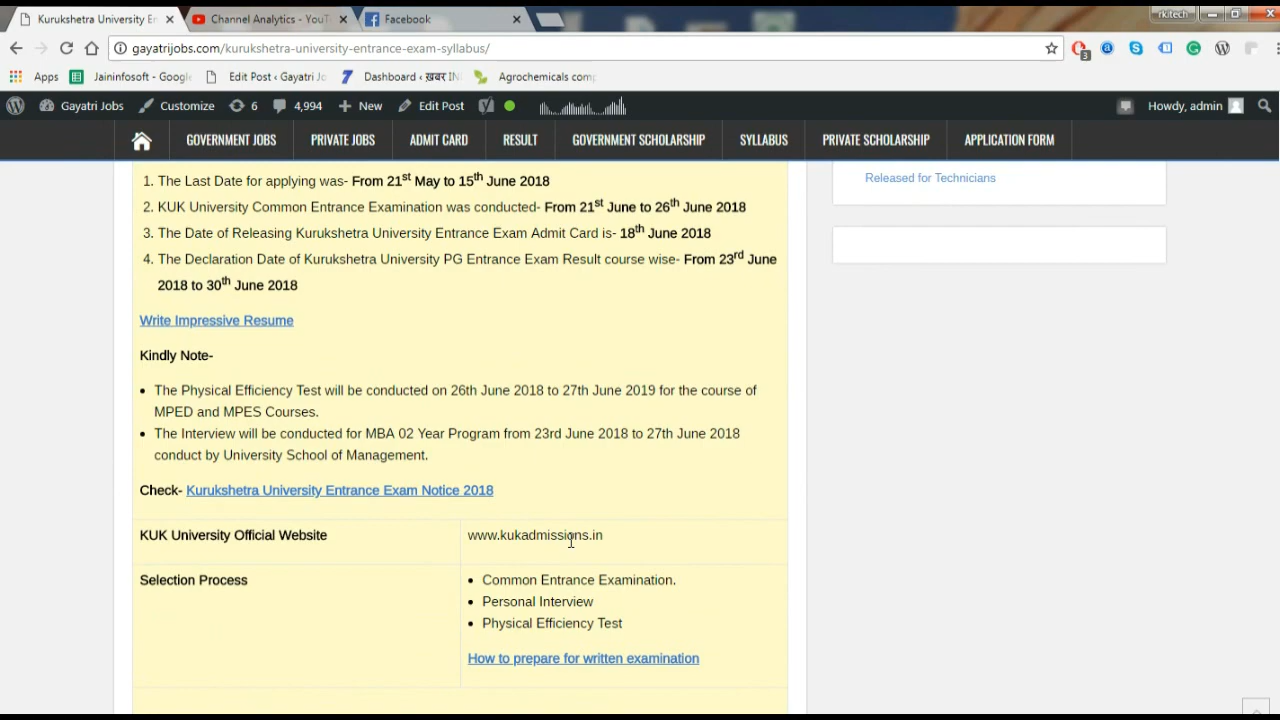 Kurukshetra University En
Channel Analytics - YouT
Facebook
rkitech
gayatrijobs.com/kurukshetra-university-entrance-exam-syllabus/
3
Apps
Jaininfosoft - Google
Edit Post ‹ Gayatri Jo
Dashboard ‹ ख़बर IN
Agrochemicals com
Gayatri Jobs
Customize
6
4,994
New
Edit Post
Howdy, admin
GOVERNMENT JOBS
PRIVATE JOBS
ADMIT CARD
RESULT
GOVERNMENT SCHOLARSHIP
SYLLABUS
PRIVATE SCHOLARSHIP
APPLICATION FORM
1. The Last Date for applying was- From 21st May to 15th June 2018
2. KUK University Common Entrance Examination was conducted- From 21st June to 26th June 2018
3. The Date of Releasing Kurukshetra University Entrance Exam Admit Card is- 18th June 2018
4. The Declaration Date of Kurukshetra University PG Entrance Exam Result course wise- From 23rd June
2018 to 30th June 2018
Write Impressive Resume
Kindly Note-
• The Physical Efficiency Test will be conducted on 26th June 2018 to 27th June 2019 for the course of
MPED and MPES Courses.
• The Interview will be conducted for MBA 02 Year Program from 23rd June 2018 to 27th June 2018
conduct by University School of Management.
Check- Kurukshetra University Entrance Exam Notice 2018
KUK University Official Website
www.kukadmissions.in
Selection Process
• Common Entrance Examination.
• Personal Interview
• Physical Efficiency Test
How to prepare for written examination
Released for Technicians